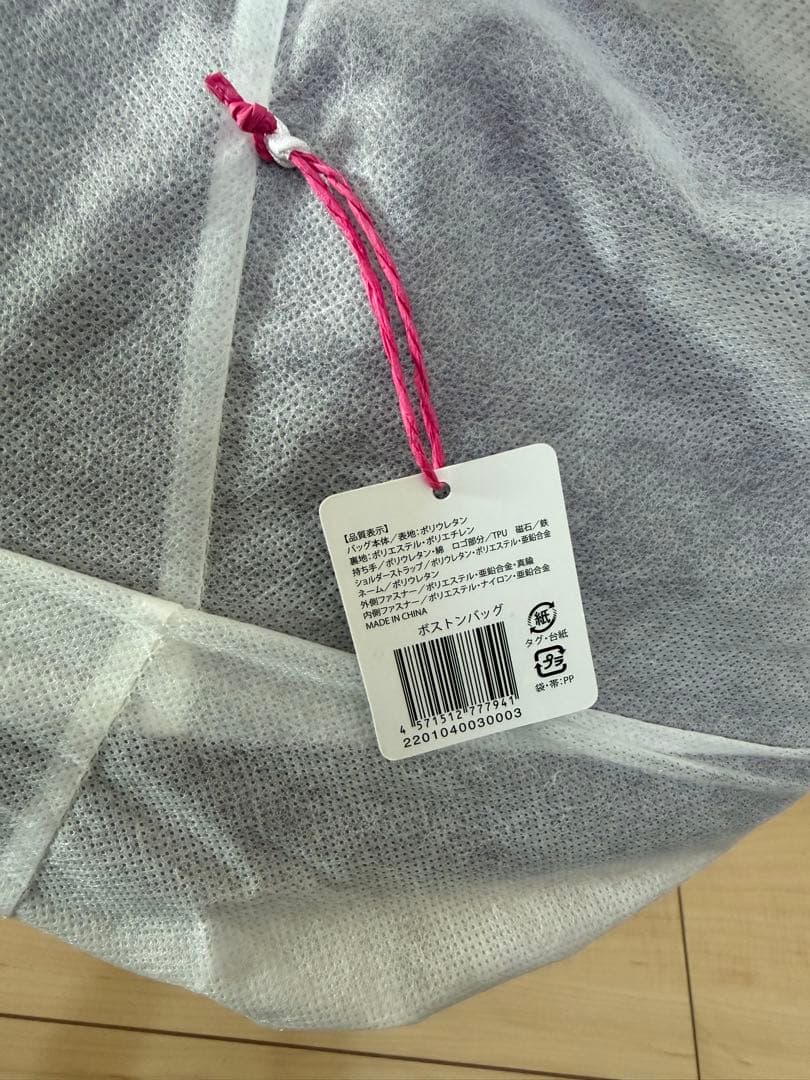 【品質表示】
バッグ本体／表地：ポリウレタン
裏地：ポリエステル・ポリエチレン
持ち手／ポリウレタン・綿　ロゴ部分／TPU　磁石／鉄
ショルダーストラップ／ポリウレタン・ポリエステル・亜鉛合金
ネーム／ポリウレタン
外側ファスナー／ポリエステル・亜鉛合金・真鍮
内側ファスナー／ポリエステル・ナイロン・亜鉛合金
MADE IN CHINA
ボストンバッグ
4 571512 777941
2201040030003
紙
タグ・台紙
プラ
袋・帯：PP